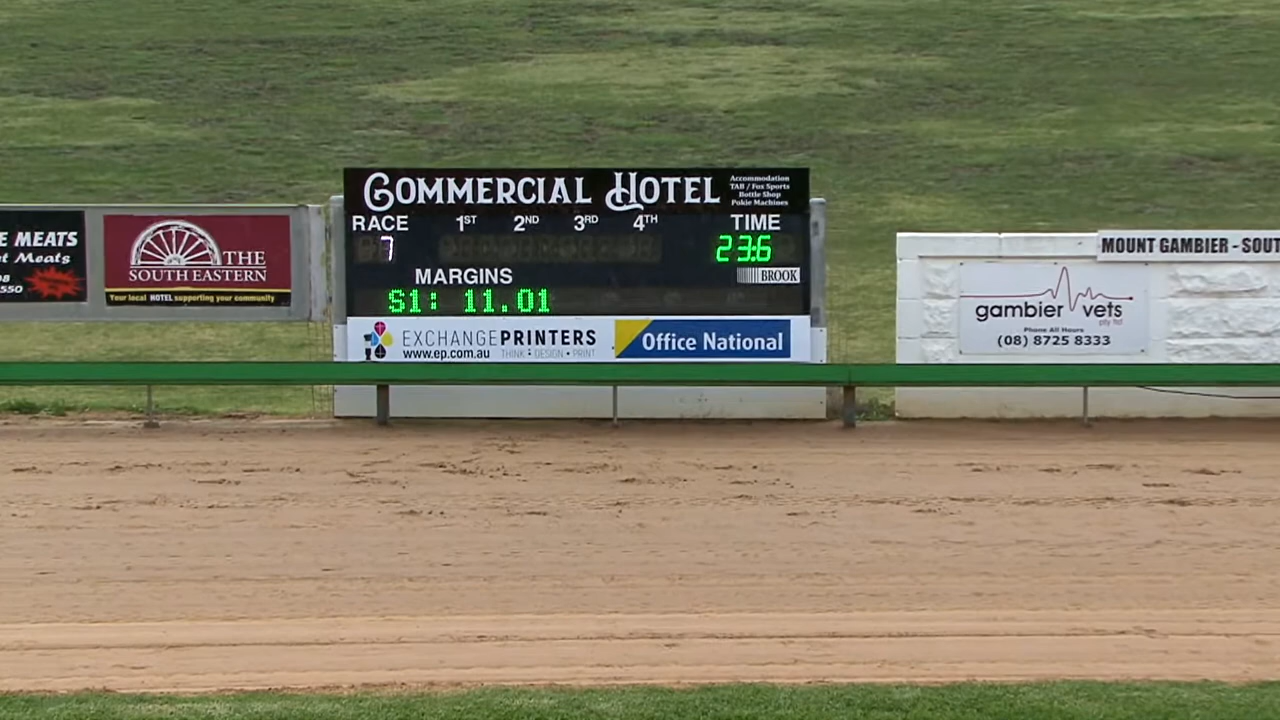 E MEATS
et Meats
550
THE
SOUTH EASTERN
Your local HOTEL supporting your community
COMMERCIAL HOTEL
Accommodation
TAB / Fox Sports
Bottle Shop
Pokie Machines
RACE 1ST 2ND 3RD 4TH TIME
7 23:6
MARGINS
BROOK
S1: 11.01
EXCHANGEPRINTERS
www.ep.com.au THINK : DESIGN • PRINT
Office National
MOUNT GAMBIER - SOUT
gambier vets
pty ltd
Phone All Hours
(08) 8725 8333